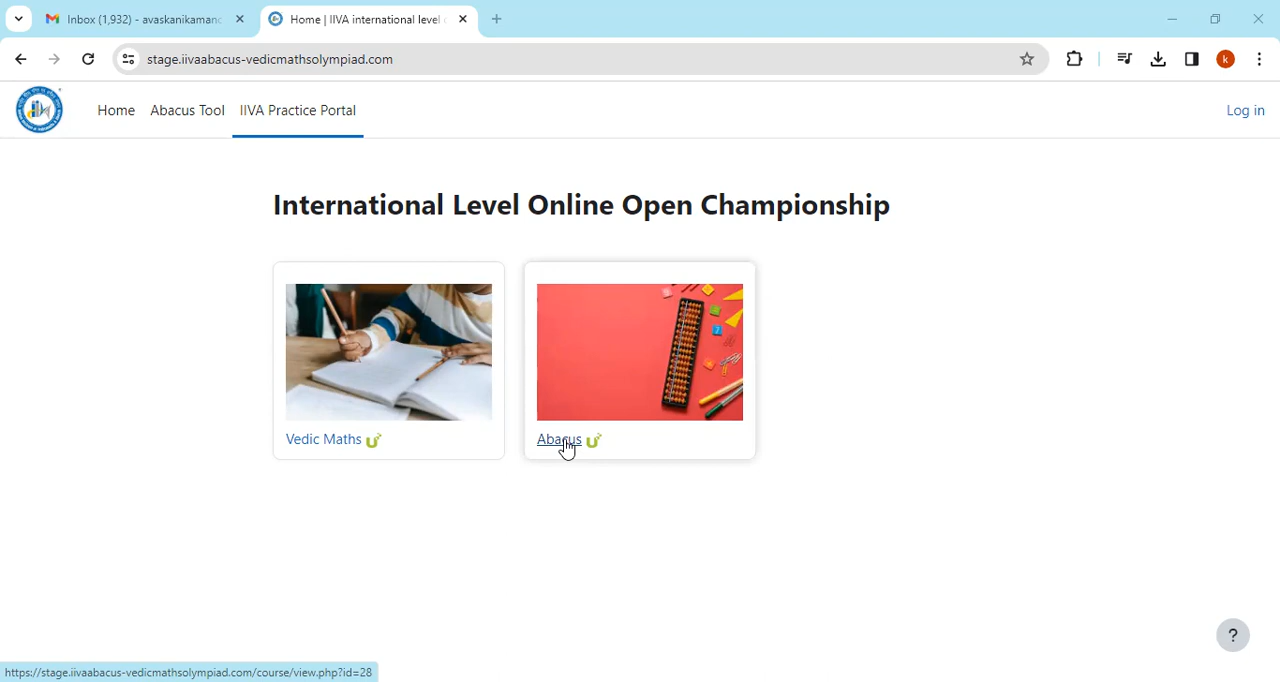 Inbox (1,932) - avaskanikamand
Home | IIVA international level o
stage.iivaabacus-vedicmathsolympiad.com
k
Home
Abacus Tool
IIVA Practice Portal
Log in
International Level Online Open Championship
Vedic Maths
Abacus
?
https://stage.iivaabacus-vedicmathsolympiad.com/course/view.php?id=28